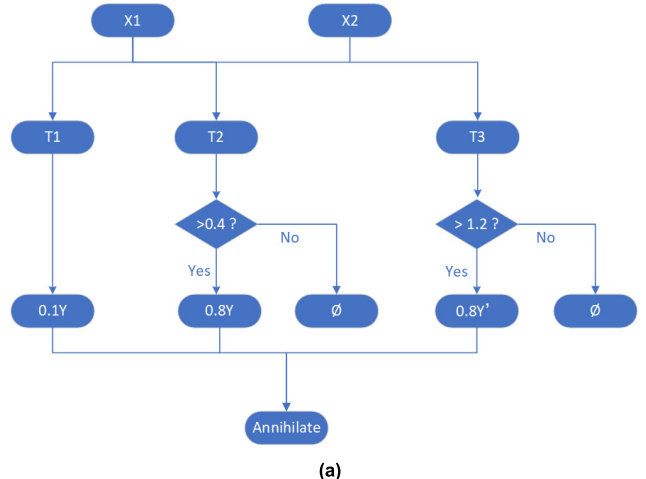 X1
X2
T1
T2
T3
>0.4 ?
No
> 1.2 ?
No
Yes
Yes
0.1Y
0.8Y
Ø
0.8Y’
Ø
Annihilate
(a)